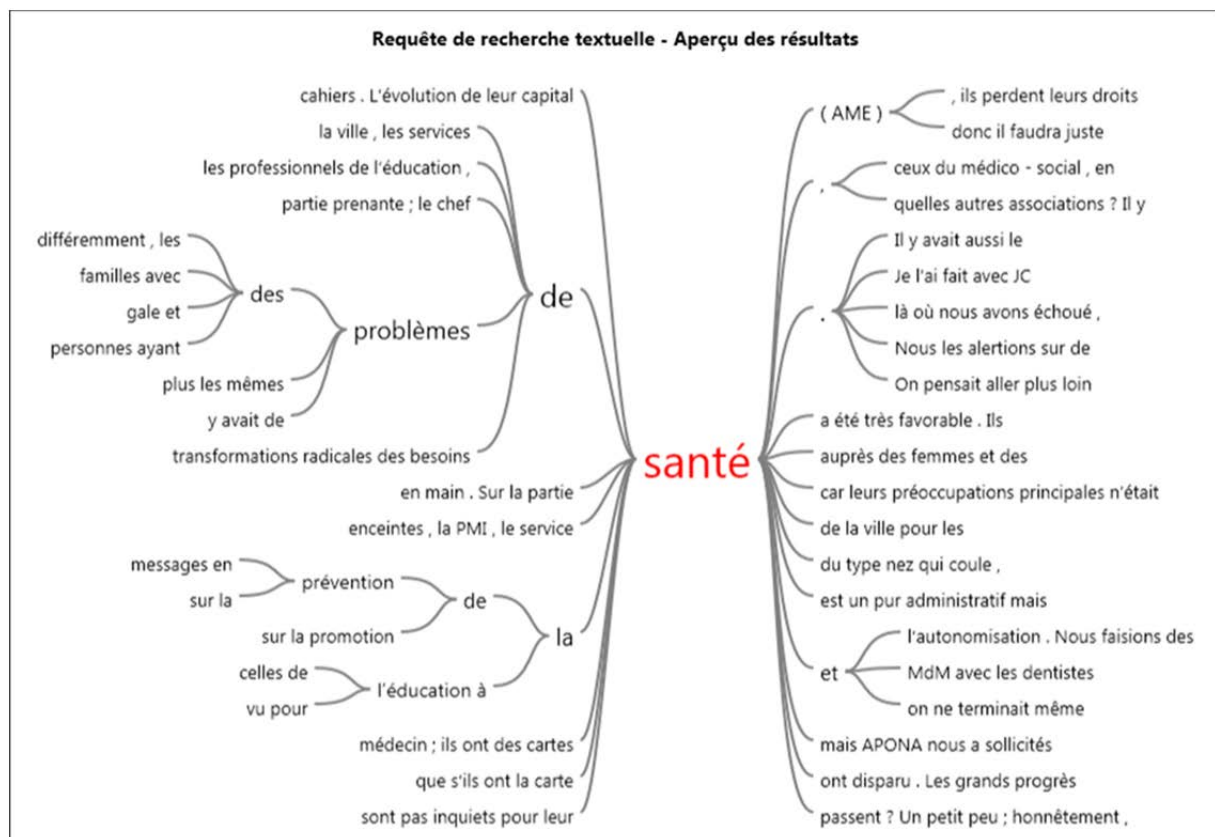 Requête de recherche textuelle - Aperçu des résultats
cahiers . L'évolution de leur capital
la ville , les services
les professionnels de l'éducation ,
partie prenante ; le chef
différemment , les
familles avec
gale et
personnes ayant
des
plus les mêmes
y avait de
problèmes
transformations radicales des besoins
de
en main . Sur la partie
enceintes , la PMI , le service
messages en
sur la
prévention
sur la promotion
de
celles de
vu pour
l'éducation à
la
médecin ; ils ont des cartes
que s'ils ont la carte
sont pas inquiets pour leur
santé
( AME )
, ils perdent leurs droits
donc il faudra juste
,
ceux du médico - social , en
quelles autres associations ? Il y
.
Il y avait aussi le
Je l'ai fait avec JC
là où nous avons échoué ,
Nous les alertions sur de
On pensait aller plus loin
a été très favorable . Ils
auprès des femmes et des
car leurs préoccupations principales n'était
de la ville pour les
du type nez qui coule ,
est un pur administratif mais
et
l'autonomisation . Nous faisions des
MdM avec les dentistes
on ne terminait même
mais APONA nous a sollicités
ont disparu . Les grands progrès
passent ? Un petit peu ; honnêtement ,